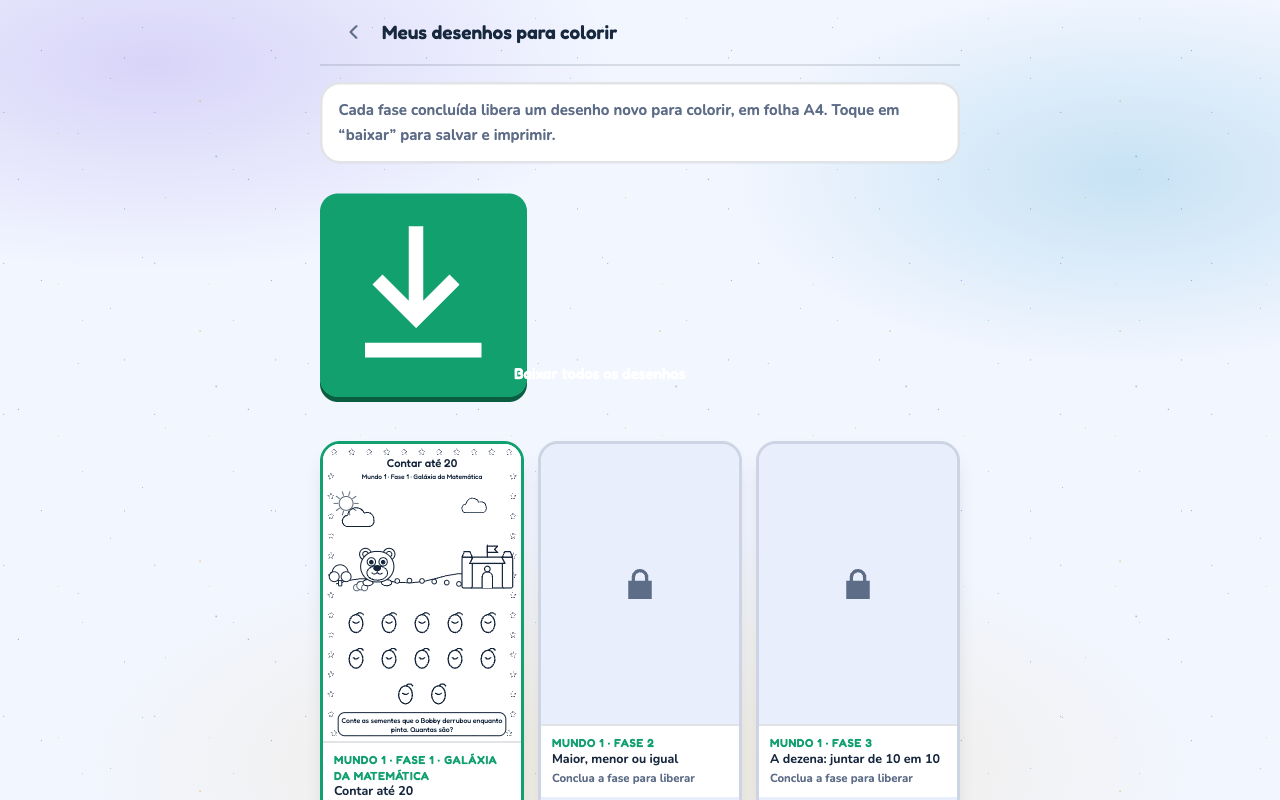 Meus desenhos para colorir
Cada fase concluída libera um desenho novo para colorir, em folha A4. Toque em
“baixar” para salvar e imprimir.
Baixar todos os desenhos
Contar até 20
Mundo 1 · Fase 1 · Galáxia da Matemática
Conte as sementes que o Bobby derrubou enquanto
pinta. Quantas são?
MUNDO 1 · FASE 1 · GALÁXIA
DA MATEMÁTICA
Contar até 20
MUNDO 1 · FASE 2
Maior, menor ou igual
Conclua a fase para liberar
MUNDO 1 · FASE 3
A dezena: juntar de 10 em 10
Conclua a fase para liberar